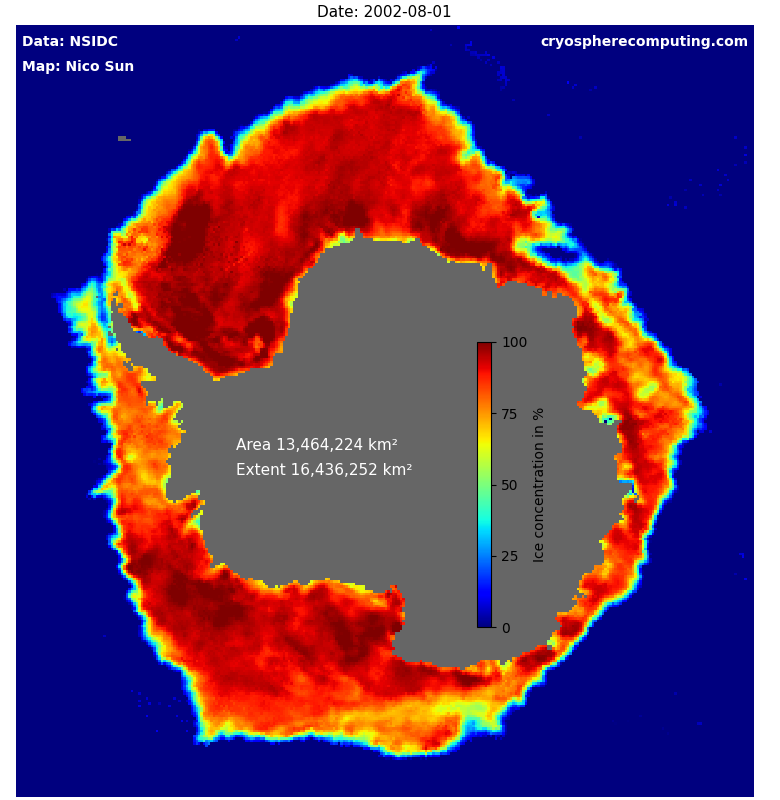 Date: 2002-08-01
Data: NSIDC
cryospherecomputing.com
Map: Nico Sun
100
75
50
25
0
Ice concentration in %
Area 13,464,224 km²
Extent 16,436,252 km²